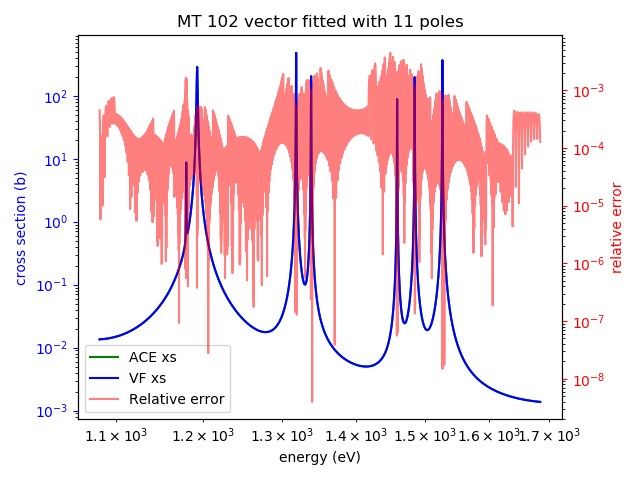 MT 102 vector fitted with 11 poles
cross section (b)
10²
10¹
10⁰
10⁻¹
10⁻²
10⁻³
10⁻³
10⁻⁴
10⁻⁵
10⁻⁶
10⁻⁷
10⁻⁸
relative error
ACE xs
VF xs
Relative error
1.1 × 10³ 1.2 × 10³ 1.3 × 10³ 1.4 × 10³ 1.5 × 10³ 1.6 × 10³ 1.7 × 10³
energy (eV)